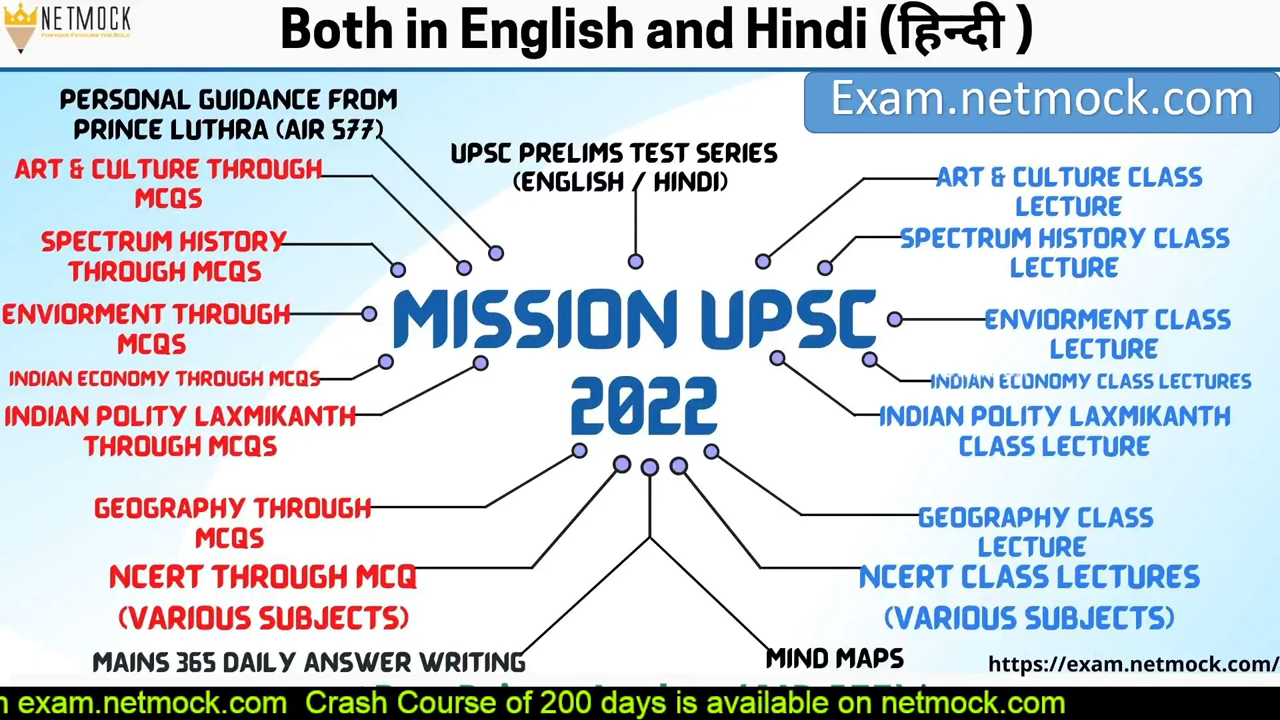 NETMOCK
FORTUNE FAVOURS THE BOLD
Both in English and Hindi (हिन्दी )
Exam.netmock.com
PERSONAL GUIDANCE FROM
PRINCE LUTHRA (AIR 577)
UPSC PRELIMS TEST SERIES
(ENGLISH / HINDI)
ART & CULTURE THROUGH
MCQS
SPECTRUM HISTORY
THROUGH MCQS
ENVIORMENT THROUGH
MCQS
INDIAN ECONOMY THROUGH MCQS
INDIAN POLITY LAXMIKANTH
THROUGH MCQS
GEOGRAPHY THROUGH
MCQS
NCERT THROUGH MCQ
(VARIOUS SUBJECTS)
MAINS 365 DAILY ANSWER WRITING
MISSION UPSC
2022
ART & CULTURE CLASS
LECTURE
SPECTRUM HISTORY CLASS
LECTURE
ENVIORMENT CLASS
LECTURE
INDIAN ECONOMY CLASS LECTURES
INDIAN POLITY LAXMIKANTH
CLASS LECTURE
GEOGRAPHY CLASS
LECTURE
NCERT CLASS LECTURES
(VARIOUS SUBJECTS)
MIND MAPS
https://exam.netmock.com/
exam.netmock.com Crash Course of 200 days is available on netmock.com